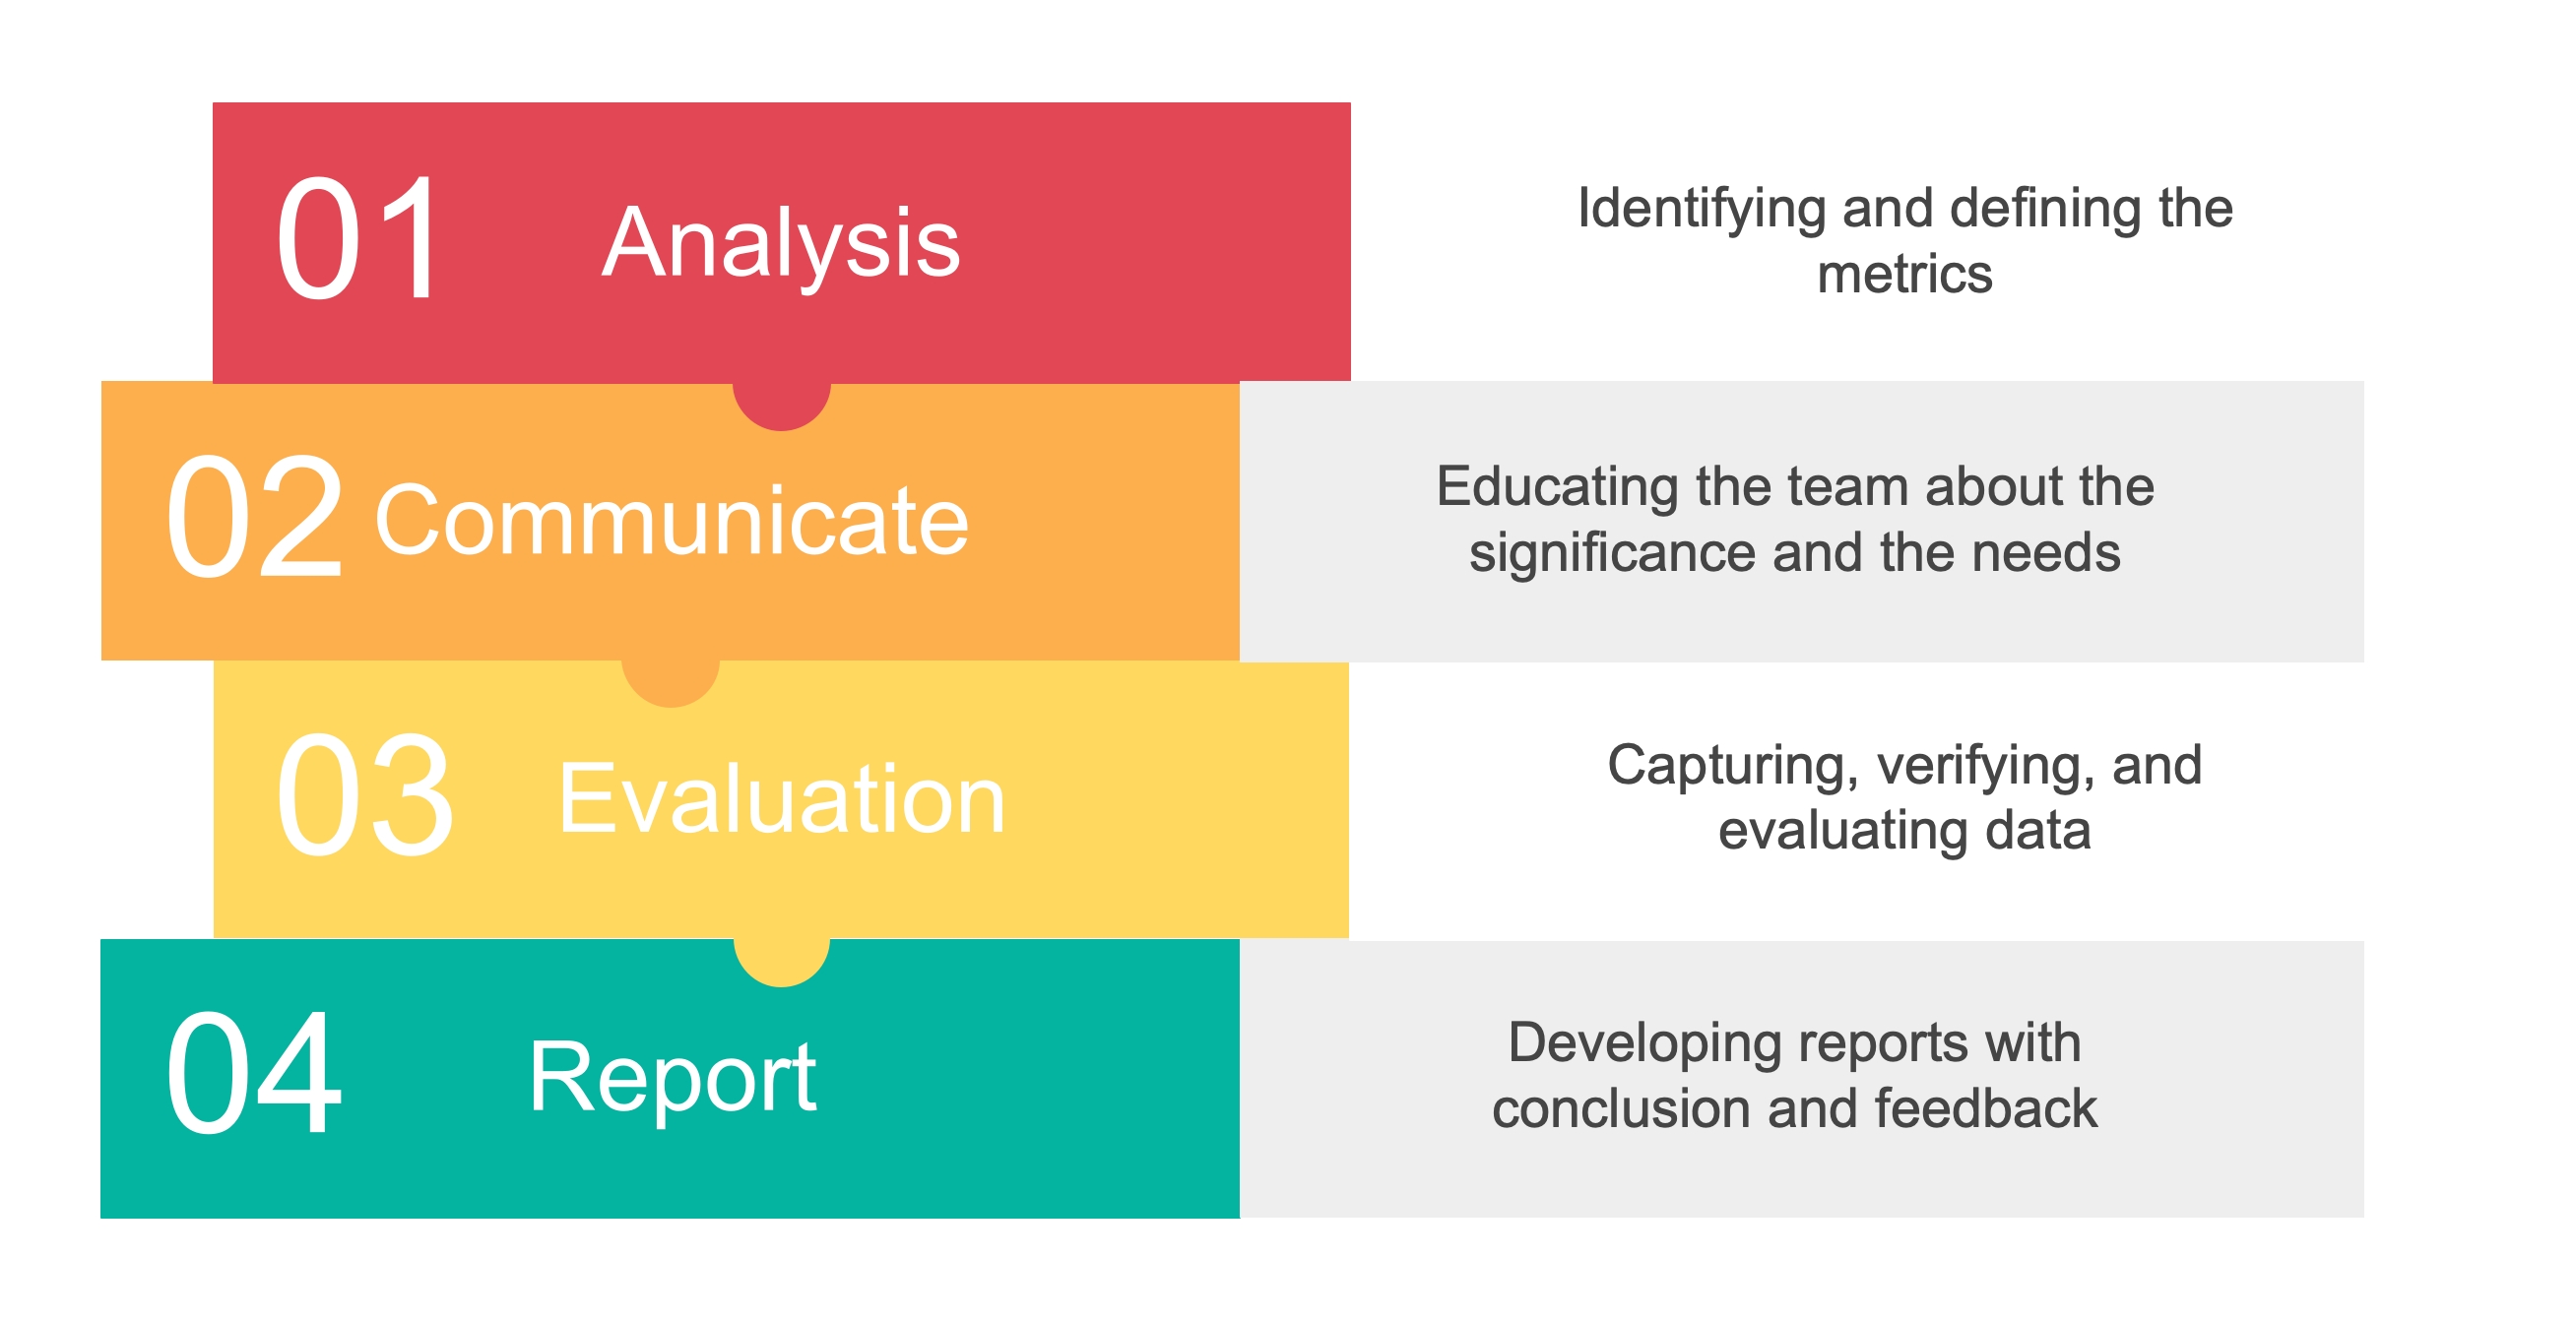 01 Analysis
Identifying and defining the
metrics
02 Communicate
Educating the team about the
significance and the needs
03 Evaluation
Capturing, verifying, and
evaluating data
04 Report
Developing reports with
conclusion and feedback